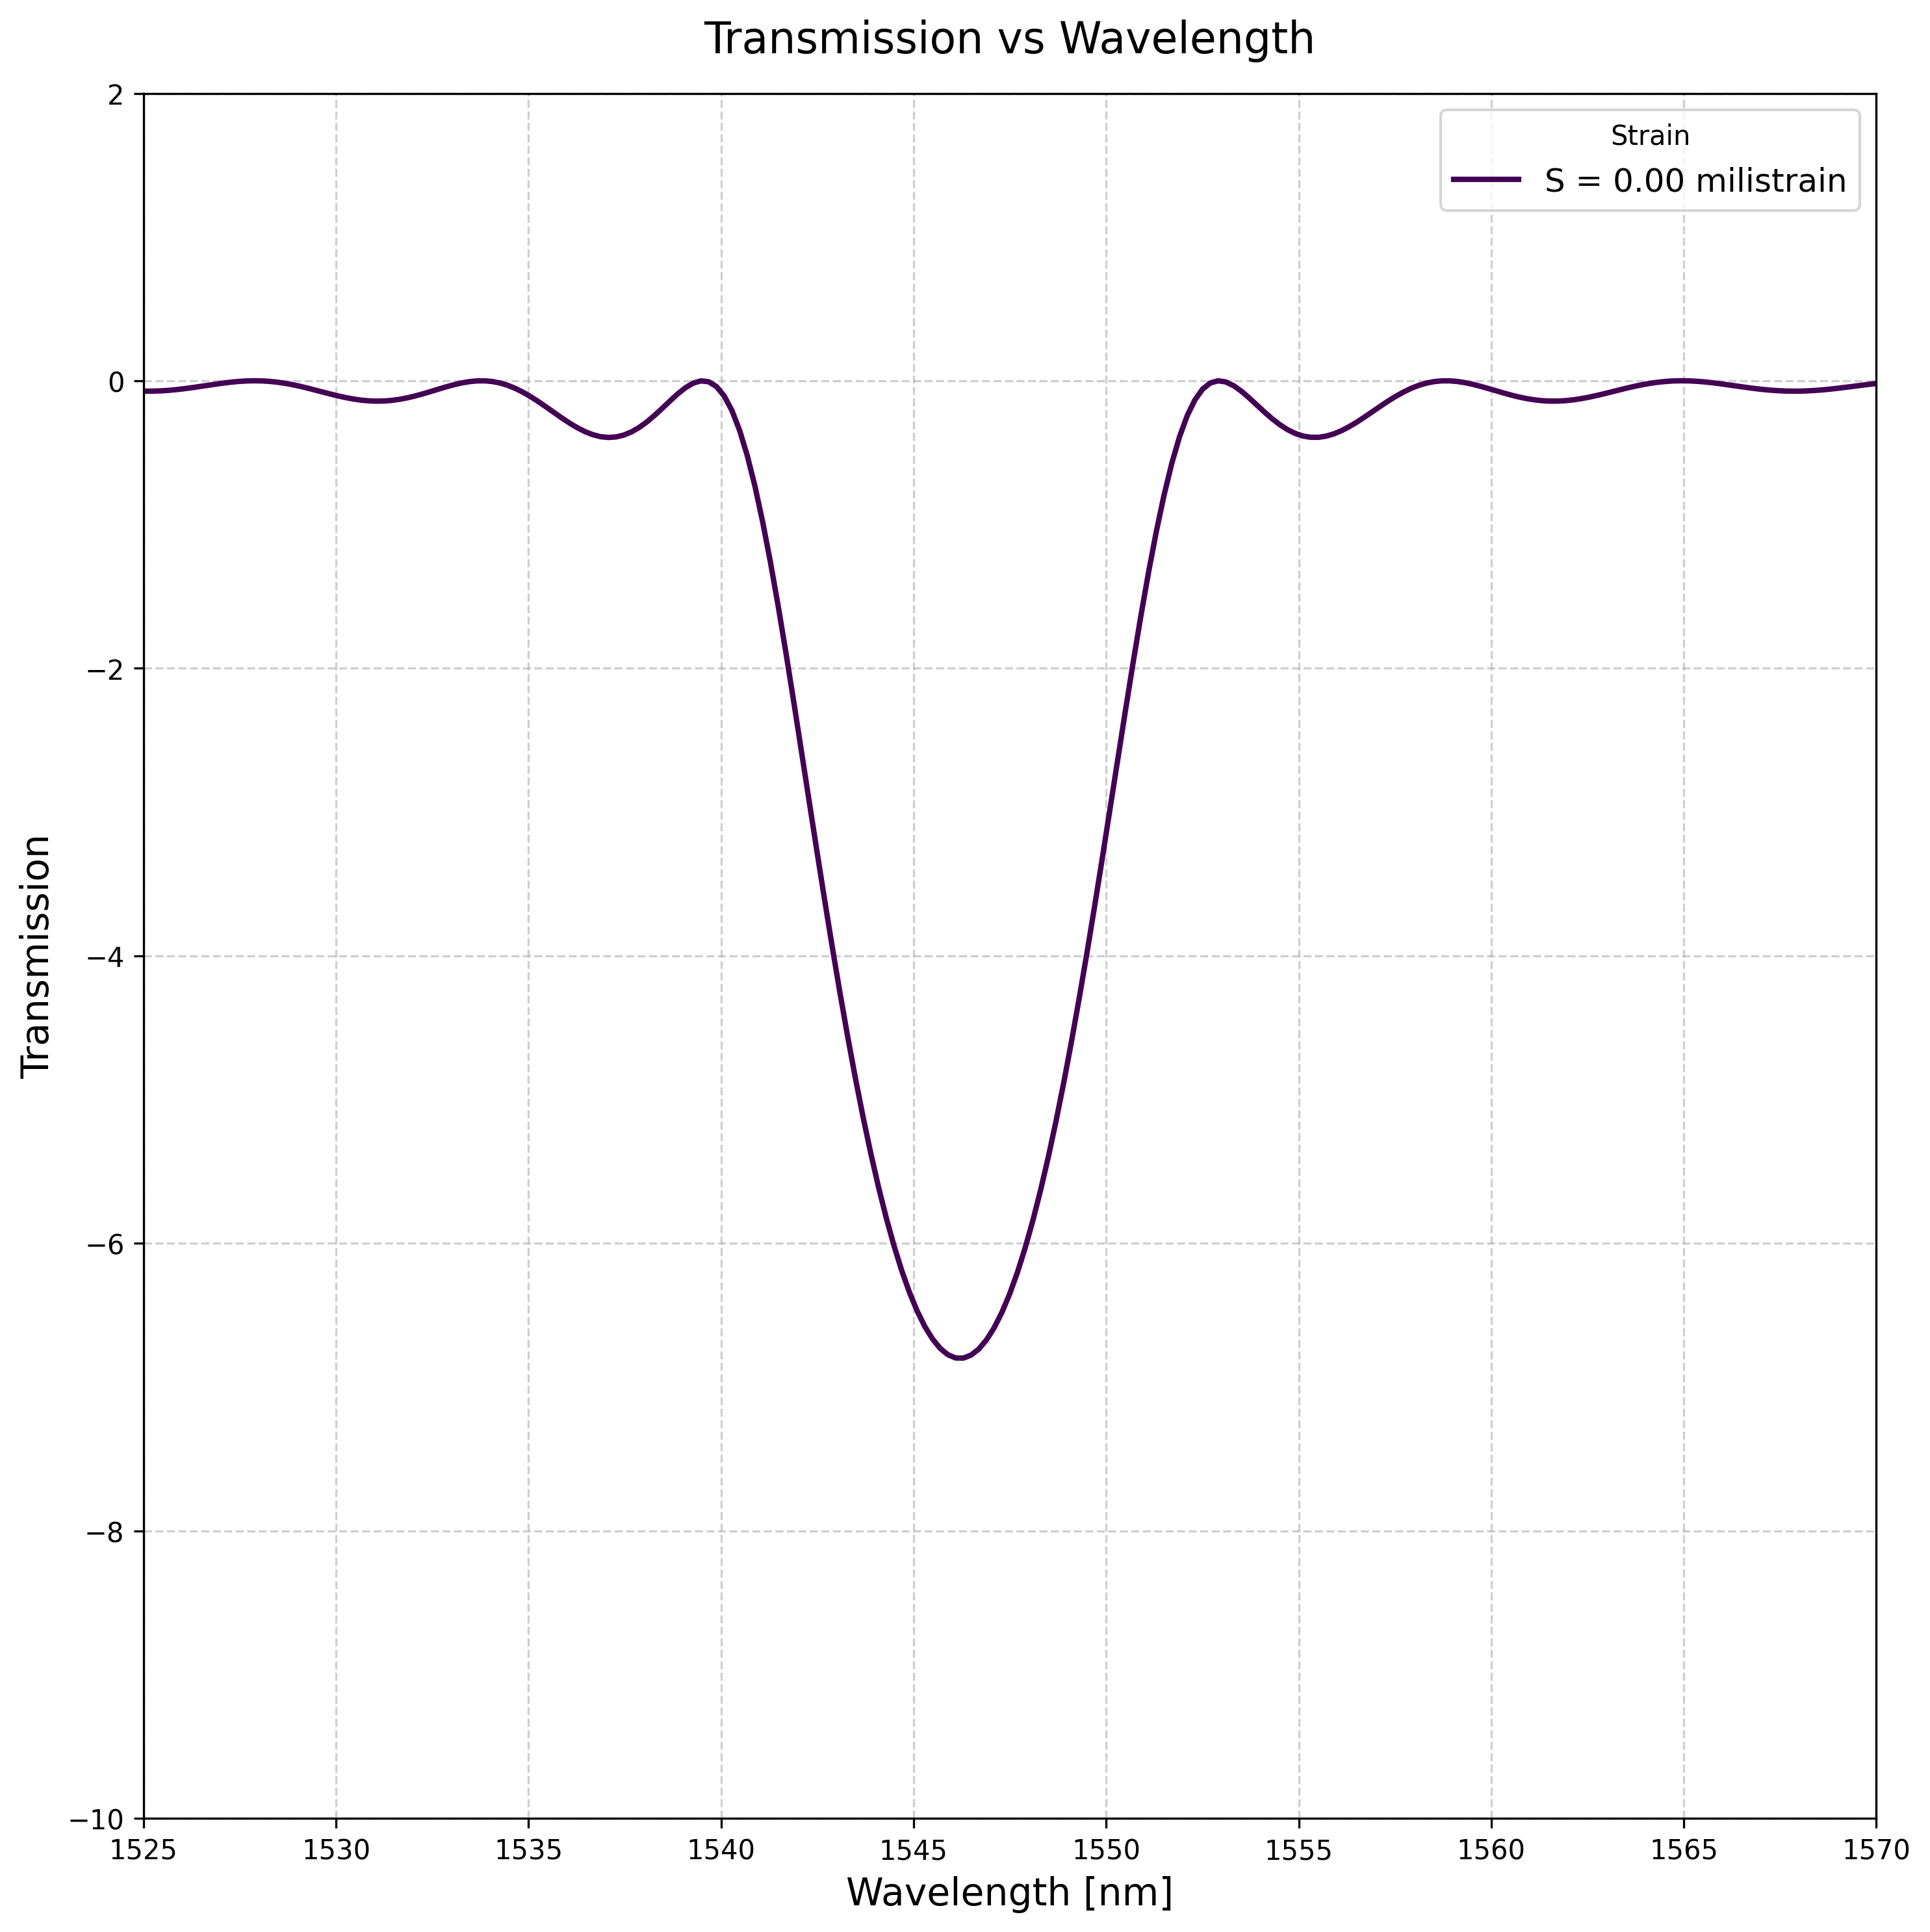 Transmission vs Wavelength
Strain
S = 0.00 milistrain
Transmission
2
0
−2
−4
−6
−8
−10
1525 1530 1535 1540 1545 1550 1555 1560 1565 1570
Wavelength [nm]